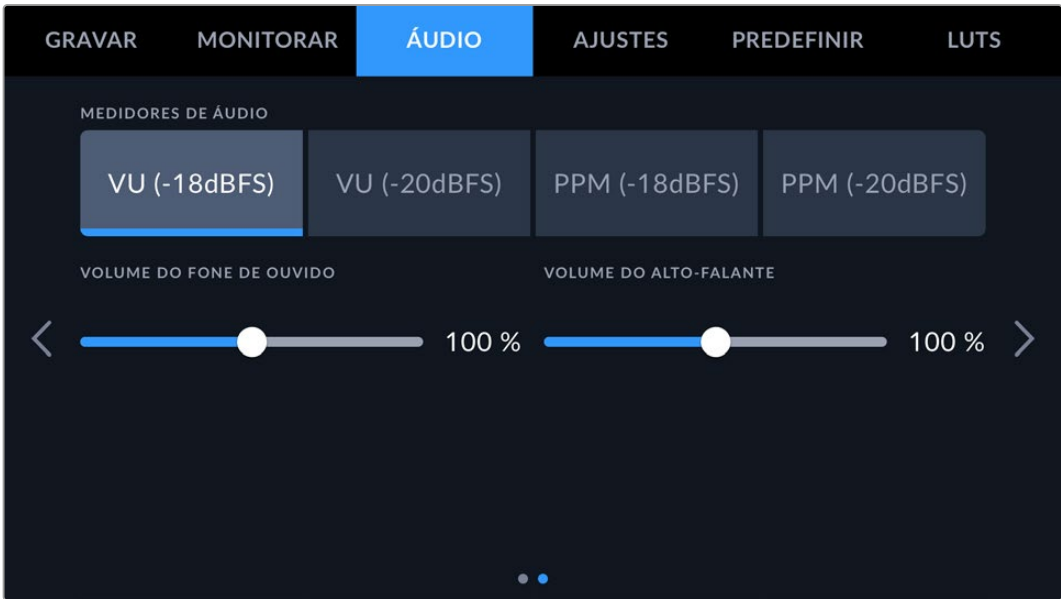 GRAVAR MONITORAR ÁUDIO AJUSTES PREDEFINIR LUTS
MEDIDORES DE ÁUDIO
VU (-18dBFS) VU (-20dBFS) PPM (-18dBFS) PPM (-20dBFS)
VOLUME DO FONE DE OUVIDO VOLUME DO ALTO-FALANTE
100 % 100 %